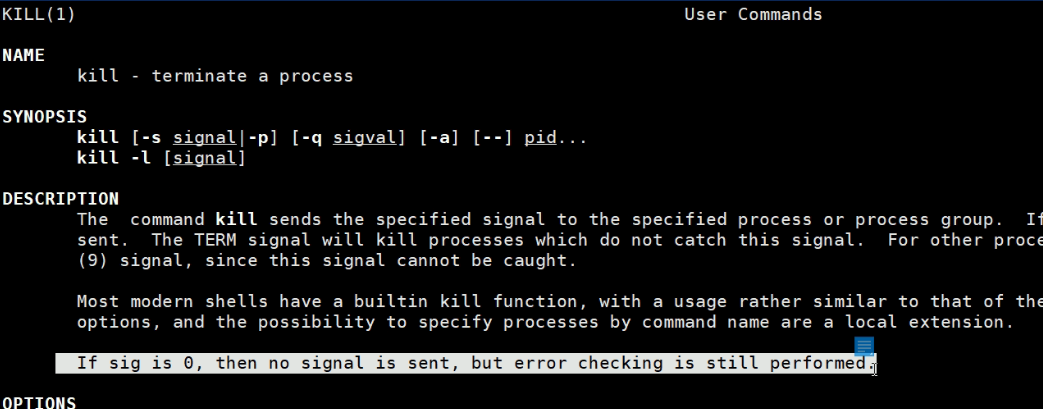 KILL(1) User Commands
NAME
kill - terminate a process
SYNOPSIS
kill [-s signal|-p] [-q sigval] [-a] [--] pid...
kill -l [signal]
DESCRIPTION
The command kill sends the specified signal to the specified process or process group. If
sent. The TERM signal will kill processes which do not catch this signal. For other proce
(9) signal, since this signal cannot be caught.
Most modern shells have a builtin kill function, with a usage rather similar to that of the
options, and the possibility to specify processes by command name are a local extension.
If sig is 0, then no signal is sent, but error checking is still performed.
OPTIONS